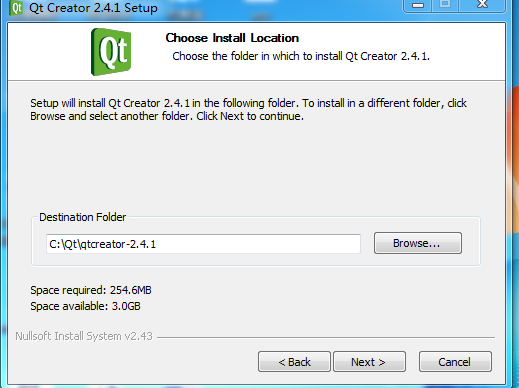 Qt Qt Creator 2.4.1 Setup
Qt
Choose Install Location
Choose the folder in which to install Qt Creator 2.4.1.
Setup will install Qt Creator 2.4.1 in the following folder. To install in a different folder, click
Browse and select another folder. Click Next to continue.
Destination Folder
C:\Qt\qtcreator-2.4.1
Browse...
Space required: 254.6MB
Space available: 3.0GB
Nullsoft Install System v2.43
< Back Next > Cancel